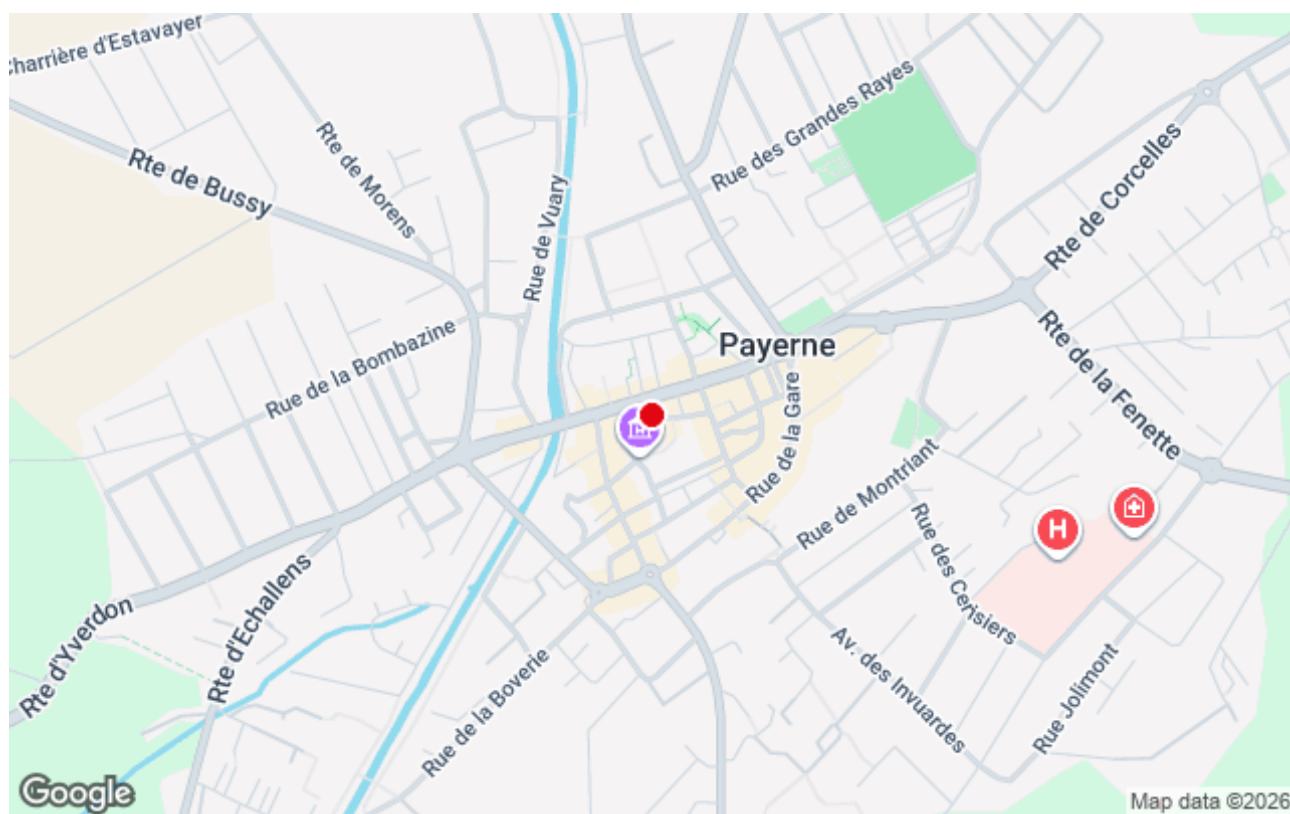 Charrière d'Estavayer
Rte de Bussy
Rte de Morens
Rue de Vuary
Rue des Grandes Rayes
Rte de Corcelles
Rue de la Bombazine
Payerne
Rte de la Fenette
Rue de la Gare
Rue de Montriant
H
Rue des Cerisiers
Rte d'Yverdon
Rte d'Echallens
Rue de la Boverie
Av. des Invuardes
Rue Jolimont
Google
Map data ©2026